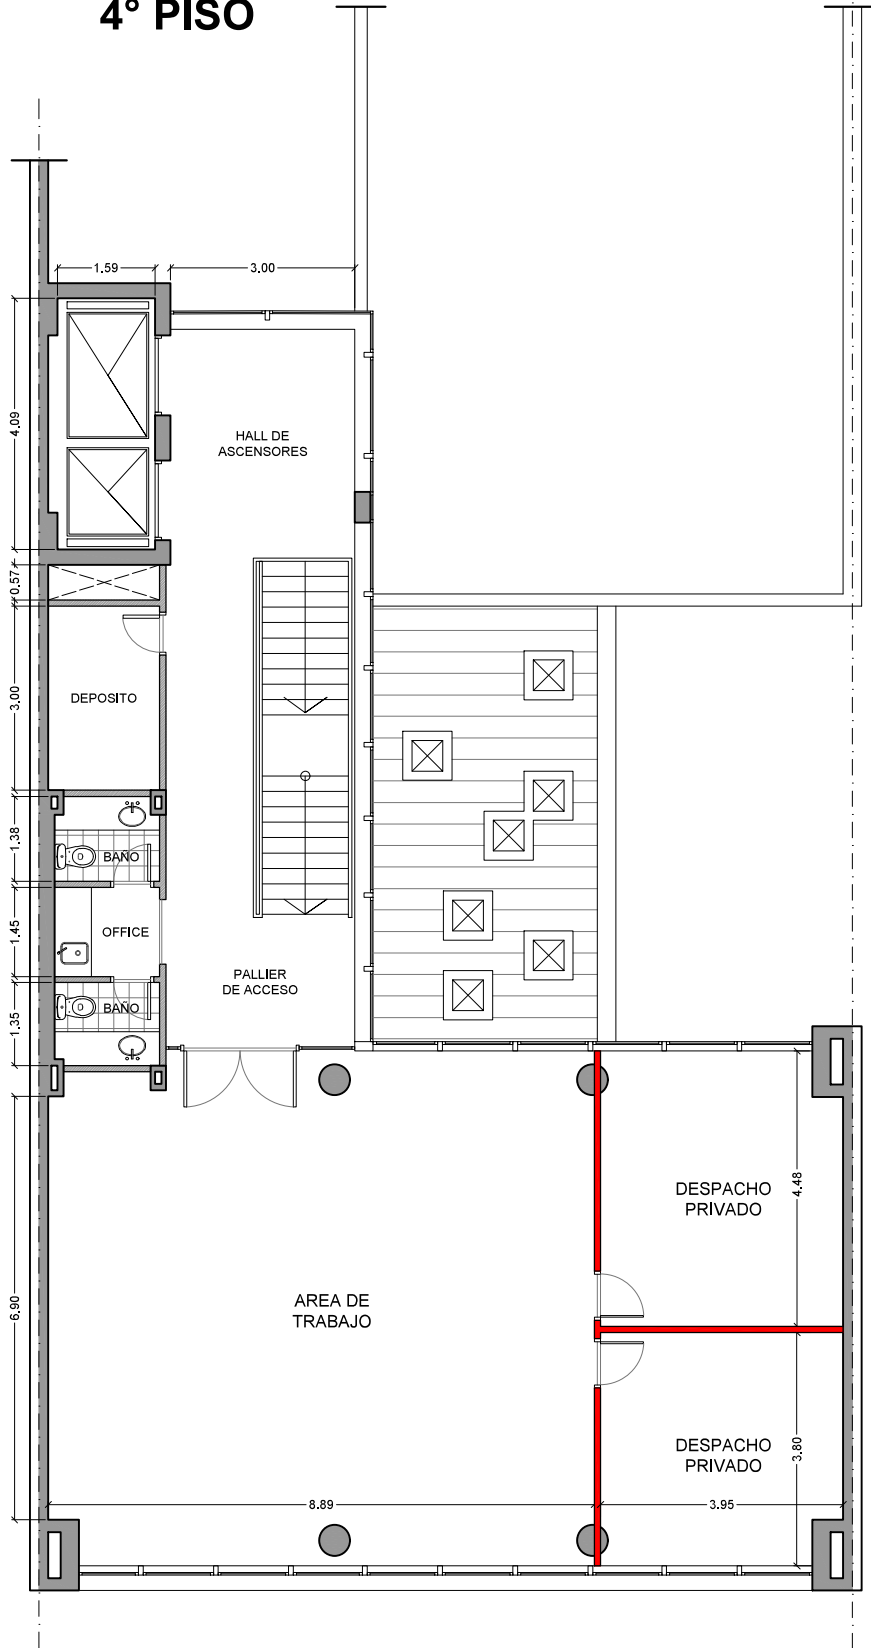 4° PISO
1.59
3.00
4.09
HALL DE
ASCENSORES
0.57
3.00
DEPOSITO
1.38
BAÑO
1.45
OFFICE
PALLIER
DE ACCESO
1.35
BAÑO
4.48
DESPACHO
PRIVADO
6.90
AREA DE
TRABAJO
3.80
DESPACHO
PRIVADO
8.89
3.95